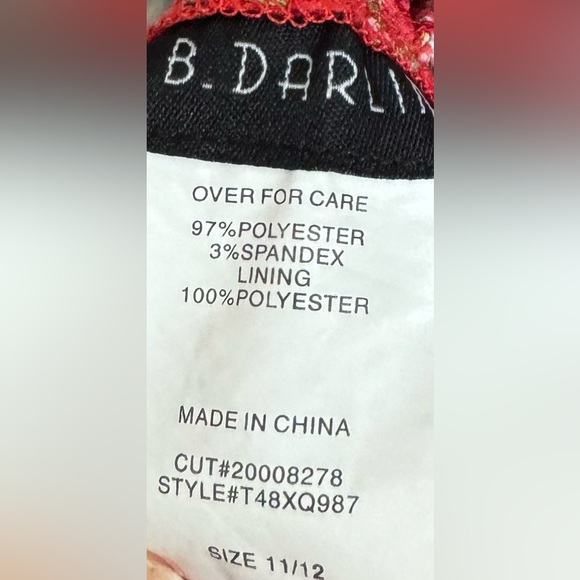 B. DARLI
OVER FOR CARE
97%POLYESTER
3%SPANDEX
LINING
100%POLYESTER
MADE IN CHINA
CUT#20008278
STYLE#T48XQ987
SIZE 11/12